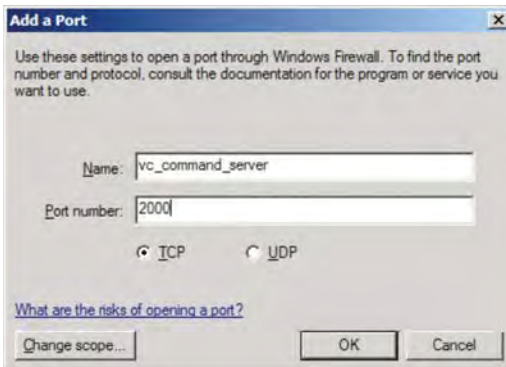 Add a Port
Use these settings to open a port through Windows Firewall. To find the port
number and protocol, consult the documentation for the program or service you
want to use.
Name: vc_command_server
Port number: 2000
TCP UDP
What are the risks of opening a port?
Change scope... OK Cancel